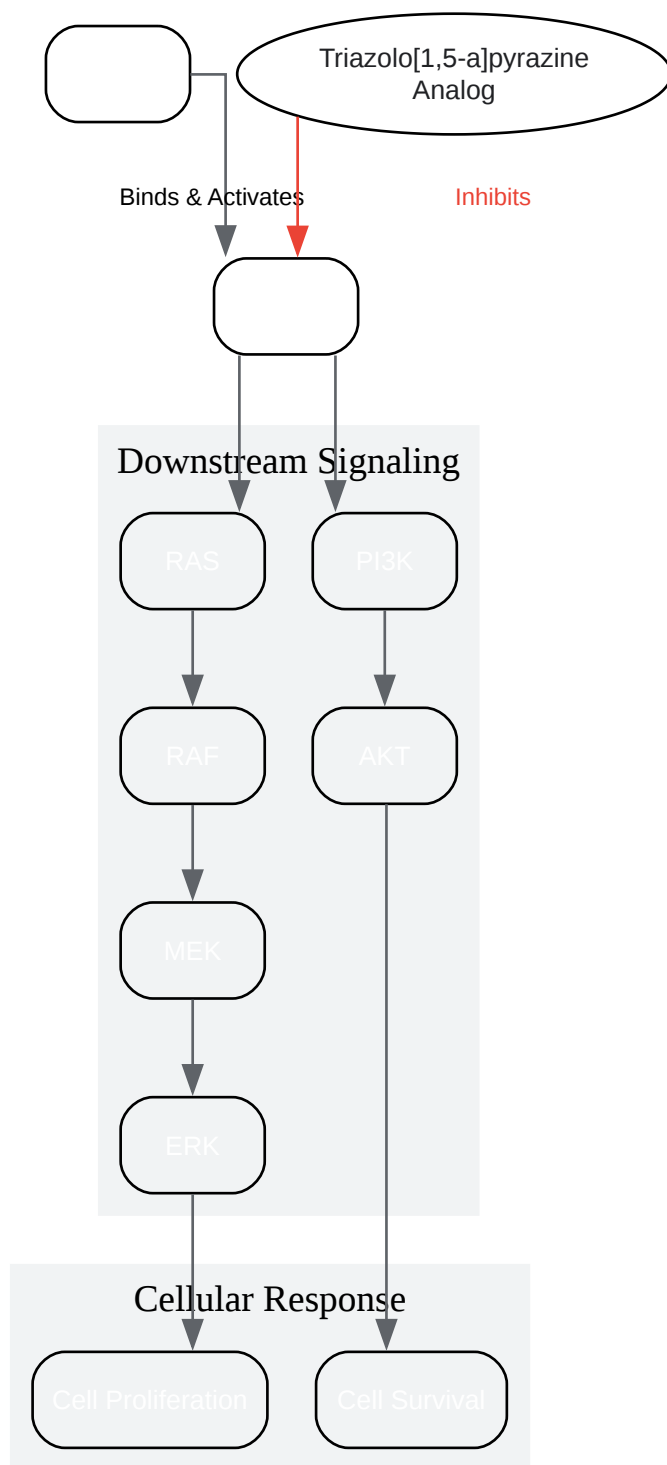 Triazolo[1,5-a]pyrazine
Analog
Binds & Activates
Inhibits
Downstream Signaling
RAS
PI3K
RAF
AKT
MEK
ERK
Cellular Response
Cell Proliferation
Cell Survival